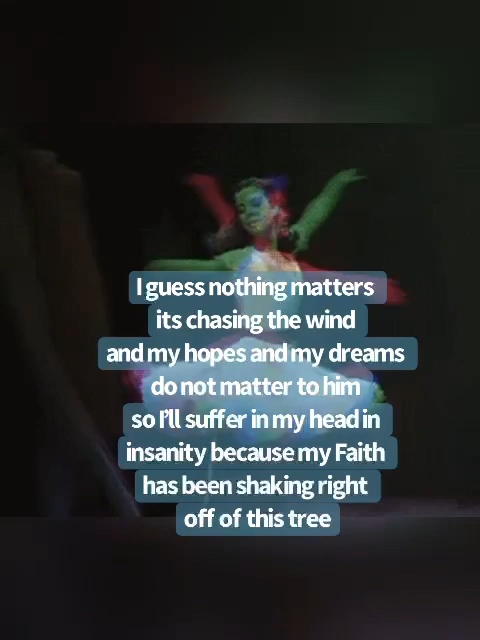 I guess nothing matters
its chasing the wind
and my hopes and my dreams
do not matter to him
so I'll suffer in my head in
insanity because my Faith
has been shaking right
off of this tree